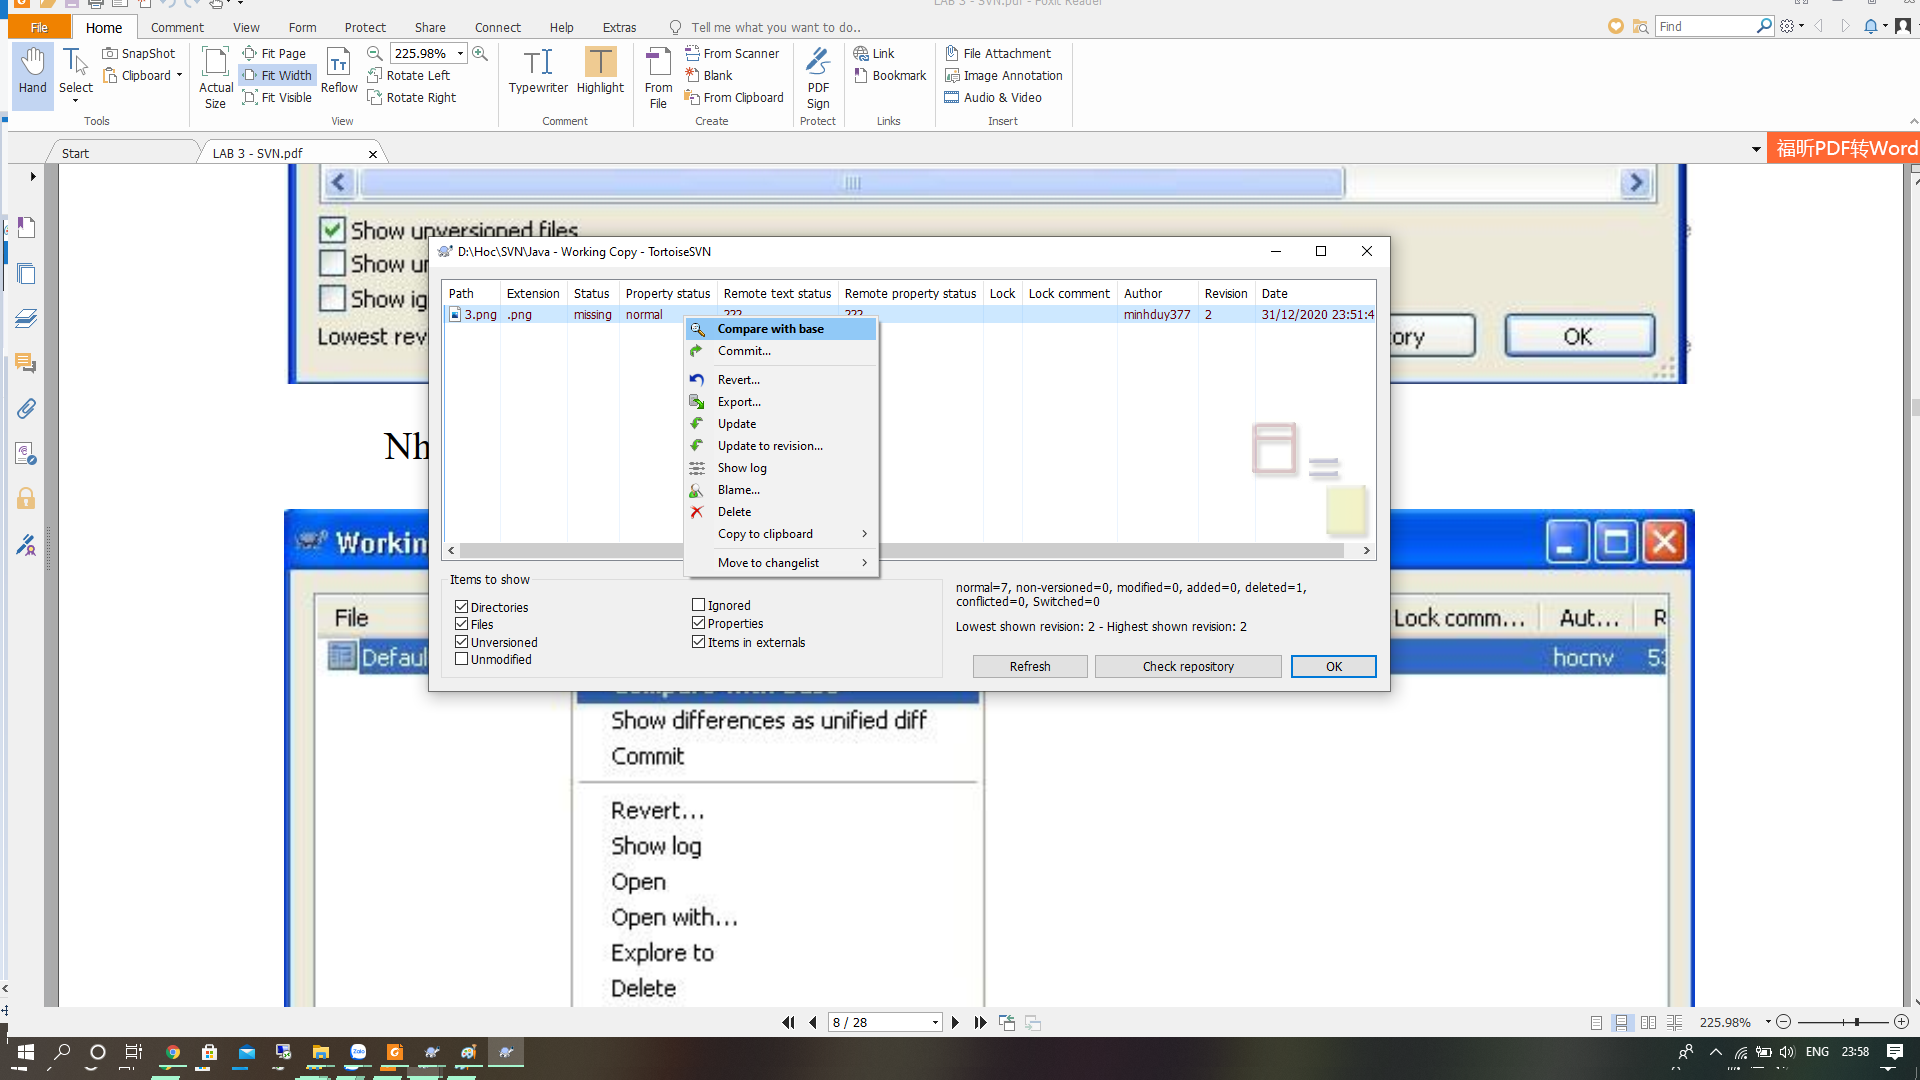 LAB 3 - SVN.pdf - Foxit Reader
File Home Comment View Form Protect Share Connect Help Extras Tell me what you want to do.. Find
Hand
Select
SnapShot
Clipboard
Tools
Actual Size
Fit Page
Fit Width
Fit Visible
Reflow
225.98%
Rotate Left
Rotate Right
View
Typewriter
Highlight
Comment
From File
From Scanner
Blank
From Clipboard
Create
PDF Sign
Protect
Link
Bookmark
Links
File Attachment
Image Annotation
Audio & Video
Insert
Start
LAB 3 - SVN.pdf
福昕PDF转Word
Show unversioned files
Show ur
Show ig
Lowest rev
ory
OK
Nh
D:\Hoc\SVN\Java - Working Copy - TortoiseSVN
Path Extension Status Property status Remote text status Remote property status Lock Lock comment Author Revision Date
3.png .png missing normal ??? ??? minhduy377 2 31/12/2020 23:51:4
Compare with base
Commit...
Revert...
Export...
Update
Update to revision...
Show log
Blame...
Delete
Copy to clipboard
Move to changelist
Items to show
Directories
Files
Unversioned
Unmodified
Ignored
Properties
Items in externals
normal=7, non-versioned=0, modified=0, added=0, deleted=1,
conflicted=0, Switched=0
Lowest shown revision: 2 - Highest shown revision: 2
Refresh
Check repository
OK
Workin
File
Lock comm... Aut... R
Defaul
hocnv 53
Show differences as unified diff
Commit
Revert...
Show log
Open
Open with...
Explore to
Delete
8 / 28
225.98%
Zalo
ENG 23:58